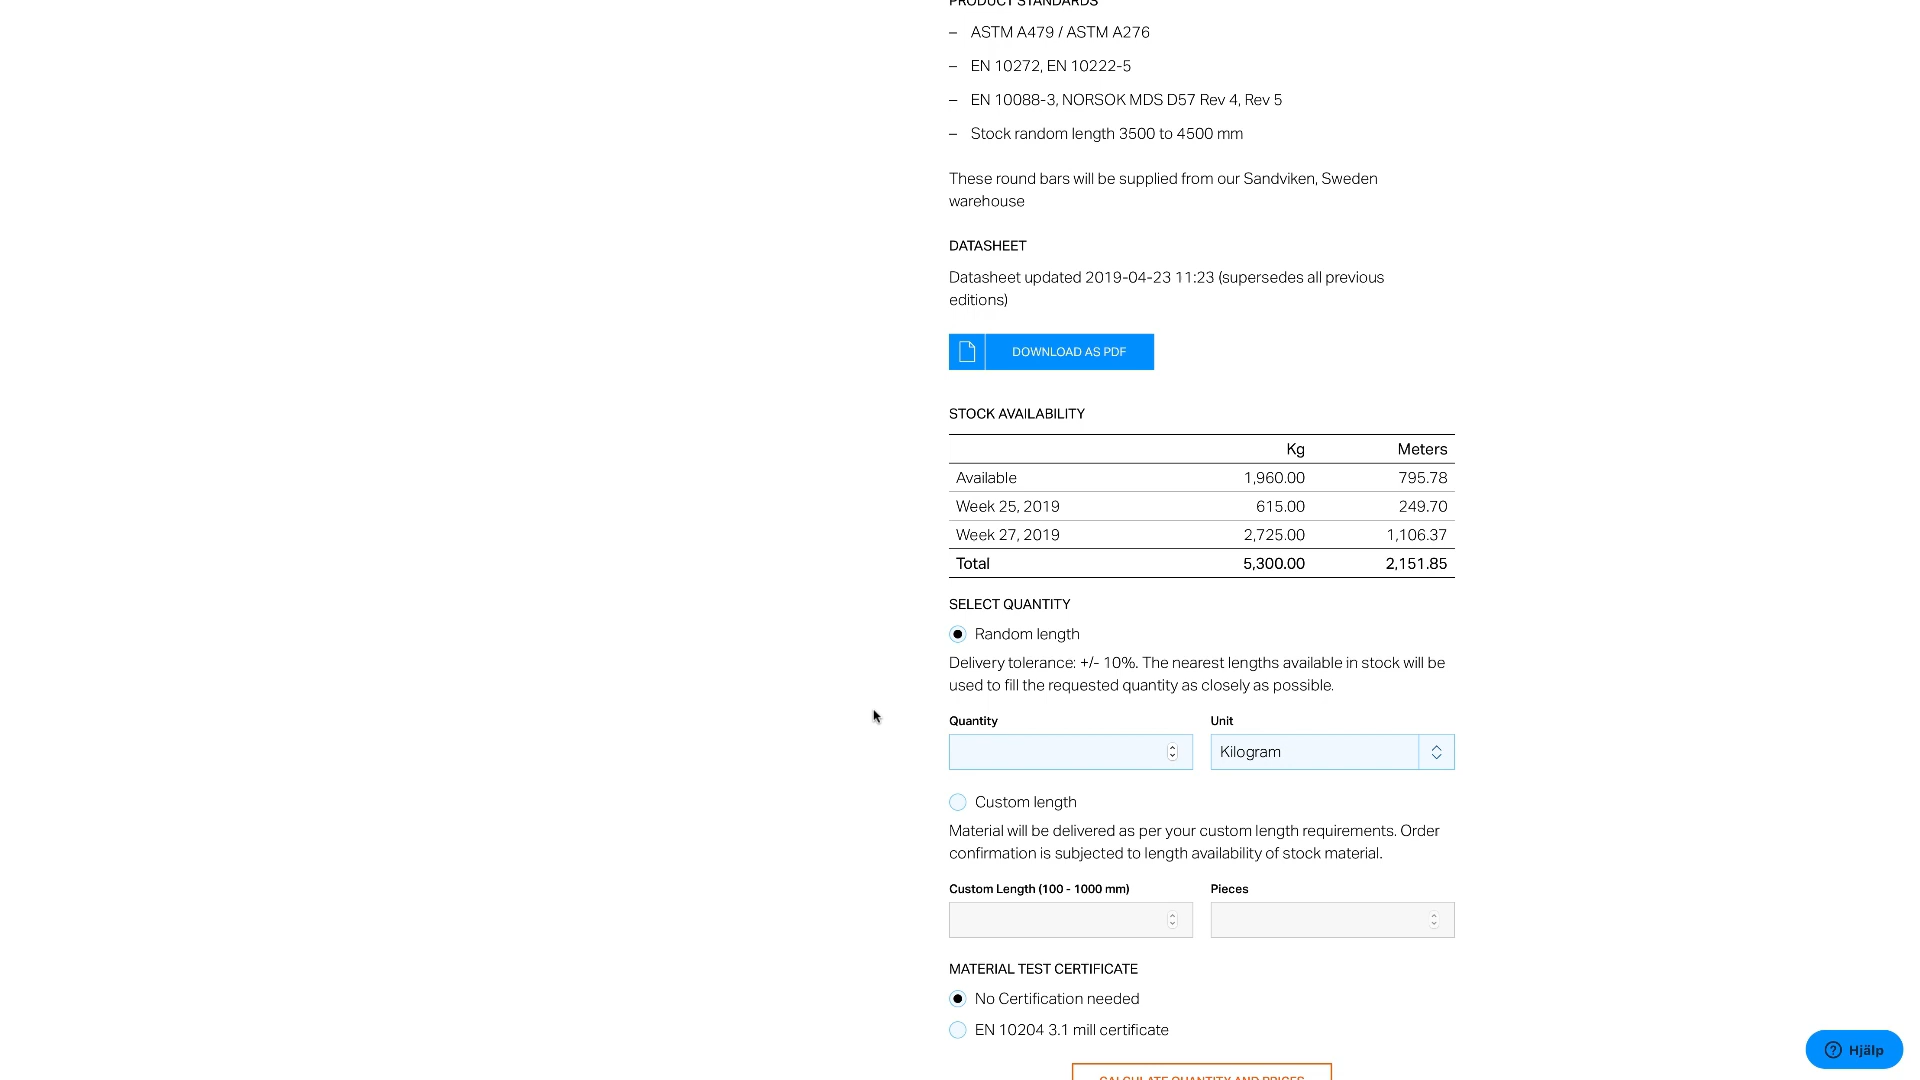 PRODUCT STANDARDS
– ASTM A479 / ASTM A276
– EN 10272, EN 10222-5
– EN 10088-3, NORSOK MDS D57 Rev 4, Rev 5
– Stock random length 3500 to 4500 mm
These round bars will be supplied from our Sandviken, Sweden
warehouse
DATASHEET
Datasheet updated 2019-04-23 11:23 (supersedes all previous
editions)
DOWNLOAD AS PDF
STOCK AVAILABILITY
Kg Meters
Available 1,960.00 795.78
Week 25, 2019 615.00 249.70
Week 27, 2019 2,725.00 1,106.37
Total 5,300.00 2,151.85
SELECT QUANTITY
Random length
Delivery tolerance: +/- 10%. The nearest lengths available in stock will be
used to fill the requested quantity as closely as possible.
Quantity Unit
Kilogram
Custom length
Material will be delivered as per your custom length requirements. Order
confirmation is subjected to length availability of stock material.
Custom Length (100 - 1000 mm) Pieces
MATERIAL TEST CERTIFICATE
No Certification needed
EN 10204 3.1 mill certificate
Hjälp
CALCULATE QUANTITY AND PRICES